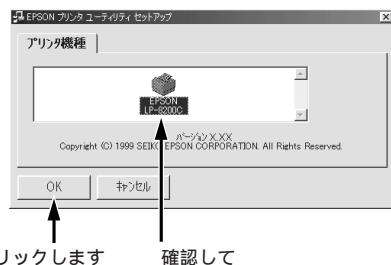 EPSON プリンタ ユーティリティ セットアップ
プリンタ機種
EPSON
LP-8200C
バージョン X.XX
Copyright (C) 1999 SEIKO EPSON CORPORATION. All Rights Reserved.
OK キャンセル
リックします 確認して